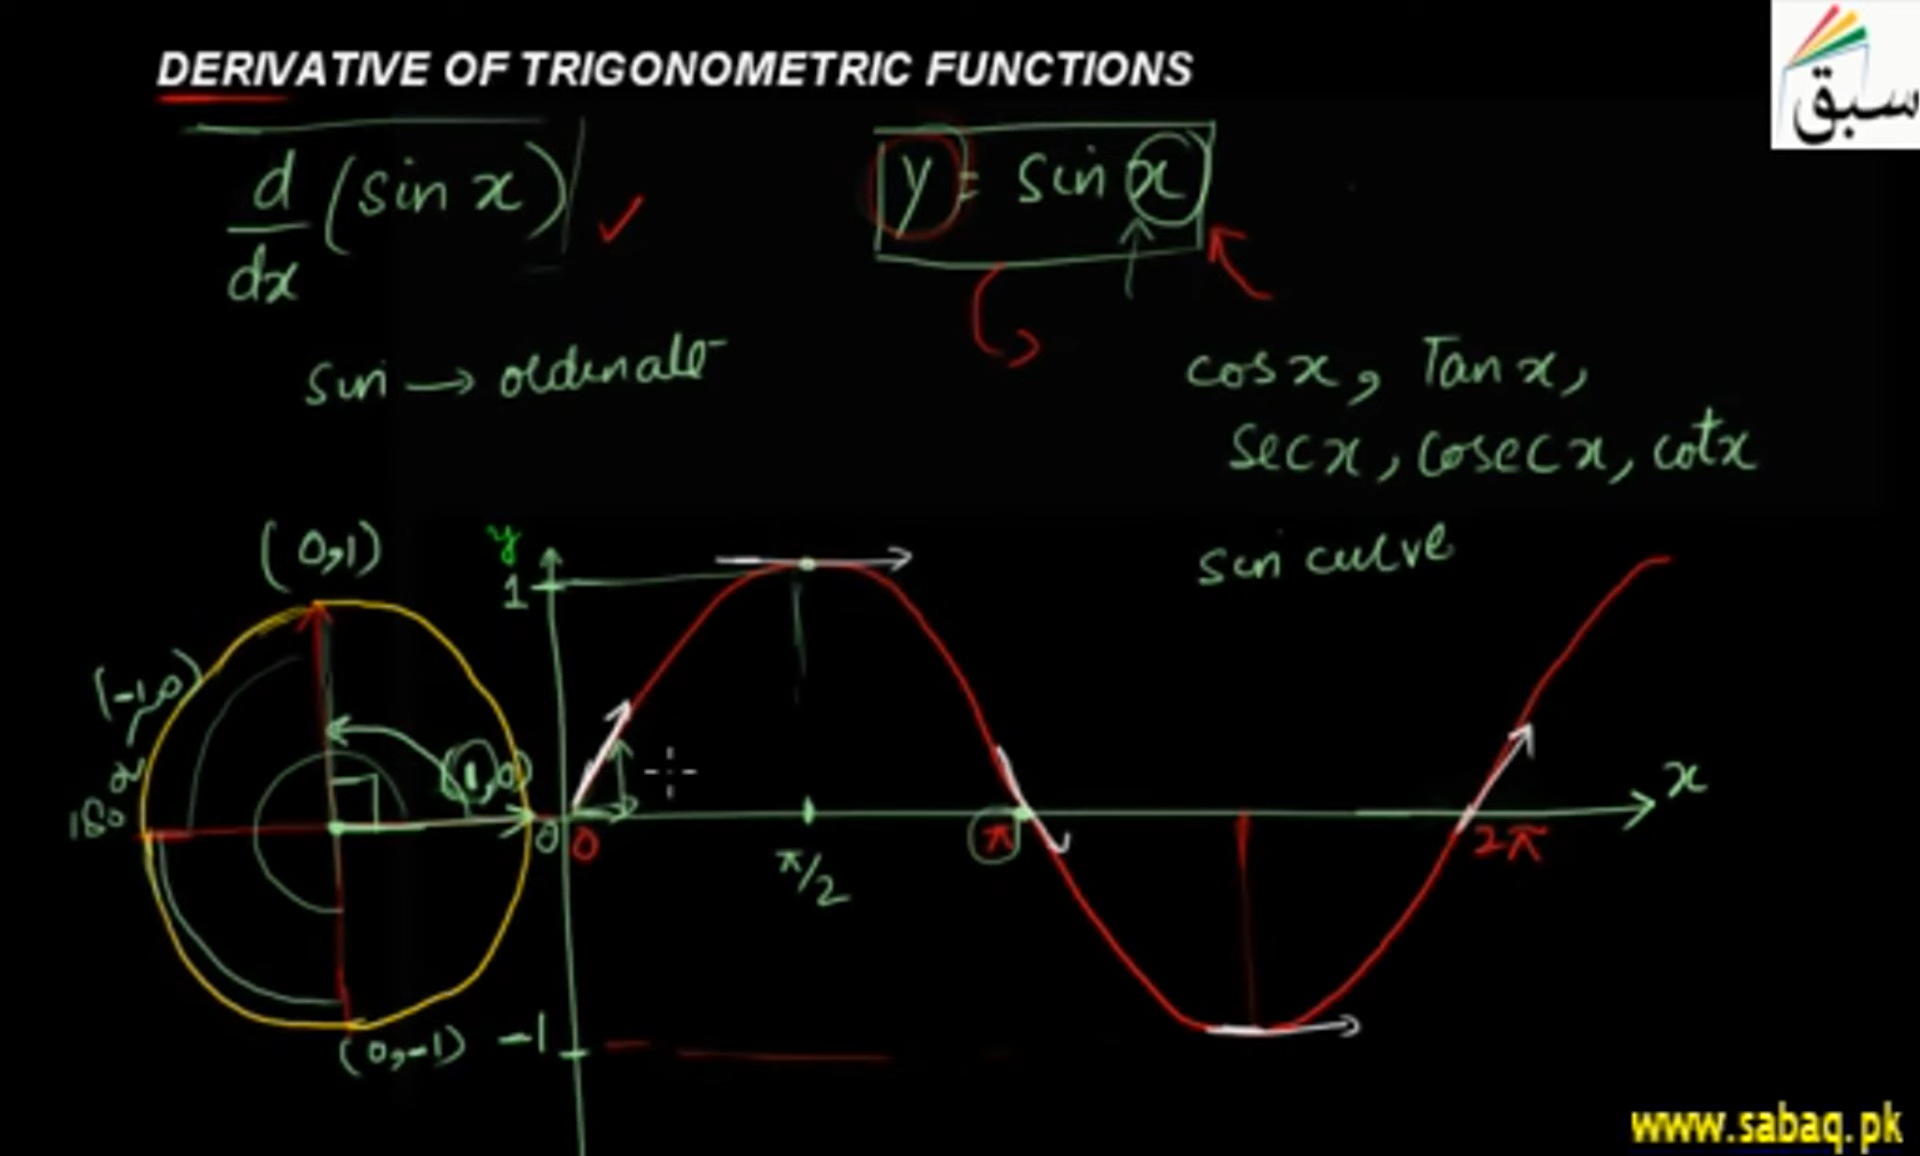 DERIVATIVE OF TRIGONOMETRIC FUNCTIONS
سبق
d/dx (sin x)
y = sin x
sin → ordinate
cos x, Tan x,
sec x, cosec x, cot x
sin curve
(0,1)
y
1
(-1,0)
(1,0)
180
0
0
π/2
π
2π
x
(0,-1)
-1
www.sabaq.pk